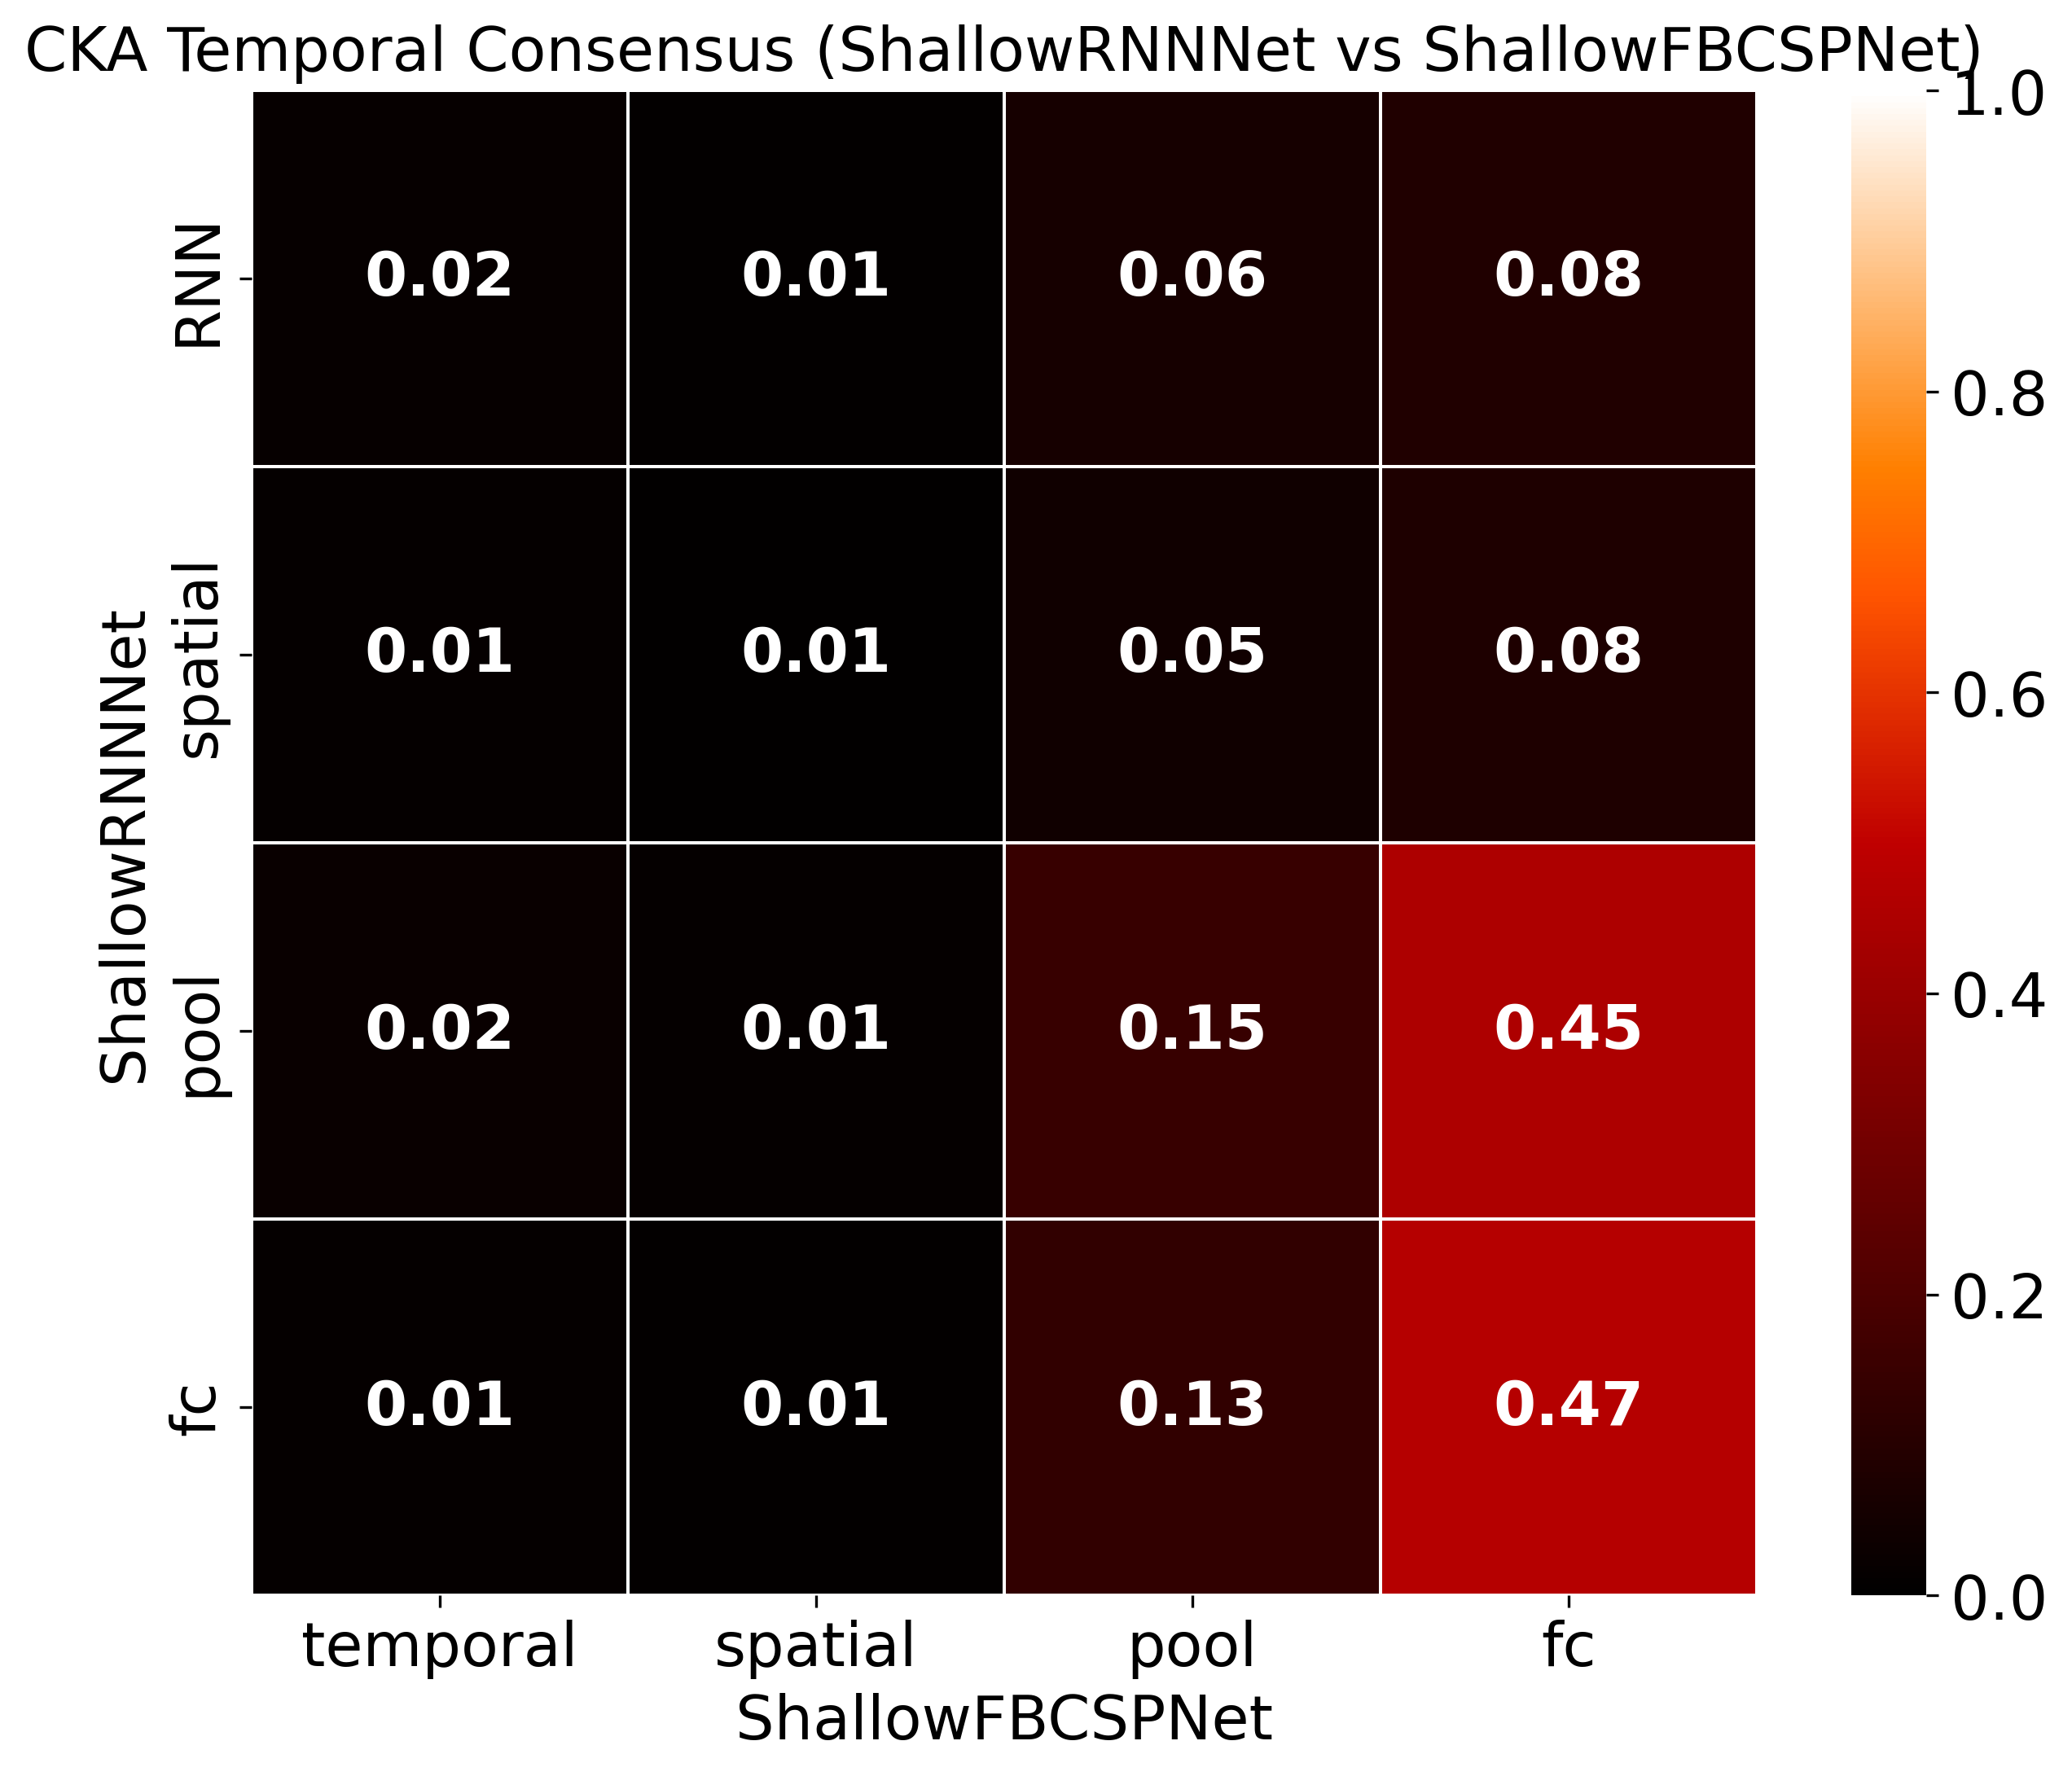 CKA Temporal Consensus (ShallowRNNNet vs ShallowFBCSPNet)
ShallowRNNNet
RNN
0.02 0.01 0.06 0.08
spatial
0.01 0.01 0.05 0.08
pool
0.02 0.01 0.15 0.45
fc
0.01 0.01 0.13 0.47
temporal spatial pool fc
ShallowFBCSPNet
1.0
0.8
0.6
0.4
0.2
0.0